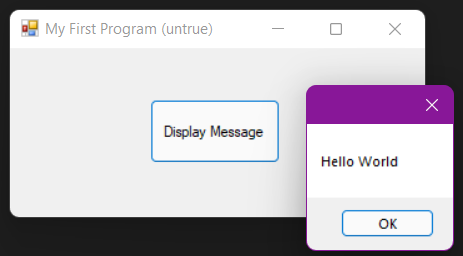 My First Program (untrue)
Display Message
Hello World
OK